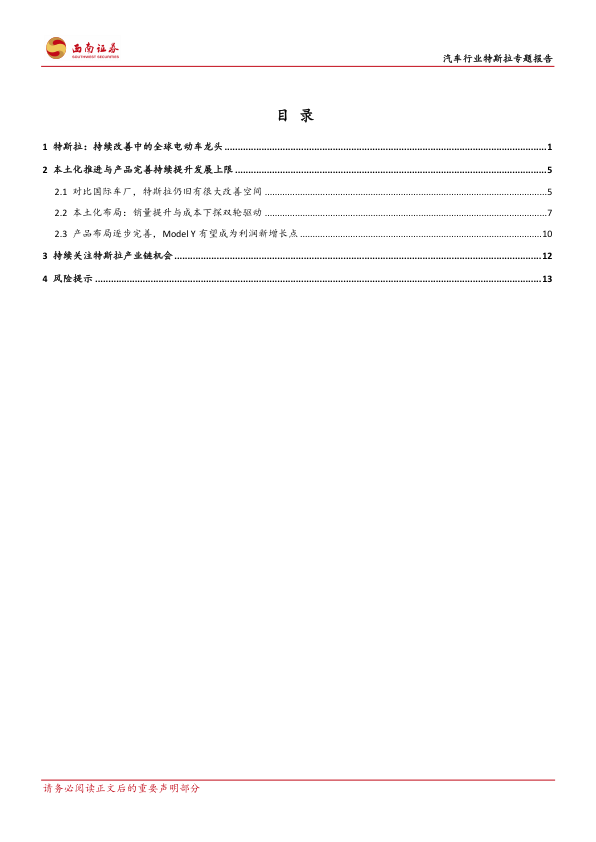 西南证券
SOUTHWEST SECURITIES
汽车行业特斯拉专题报告
目 录
1 特斯拉：持续改善中的全球电动车龙头 ........ 1
2 本土化推进与产品完善持续提升发展上限 ........ 5
2.1 对比国际车厂，特斯拉仍旧有很大改善空间 ........ 5
2.2 本土化布局：销量提升与成本下探双轮驱动 ........ 7
2.3 产品布局逐步完善，Model Y 有望成为利润新增长点 ........ 10
3 持续关注特斯拉产业链机会 ........ 12
4 风险提示 ........ 13
请务必阅读正文后的重要声明部分